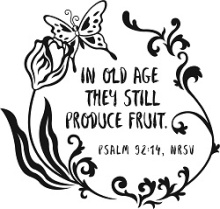 IN OLD AGE
THEY STILL
PRODUCE FRUIT.
PSALM 92:14, NRSV